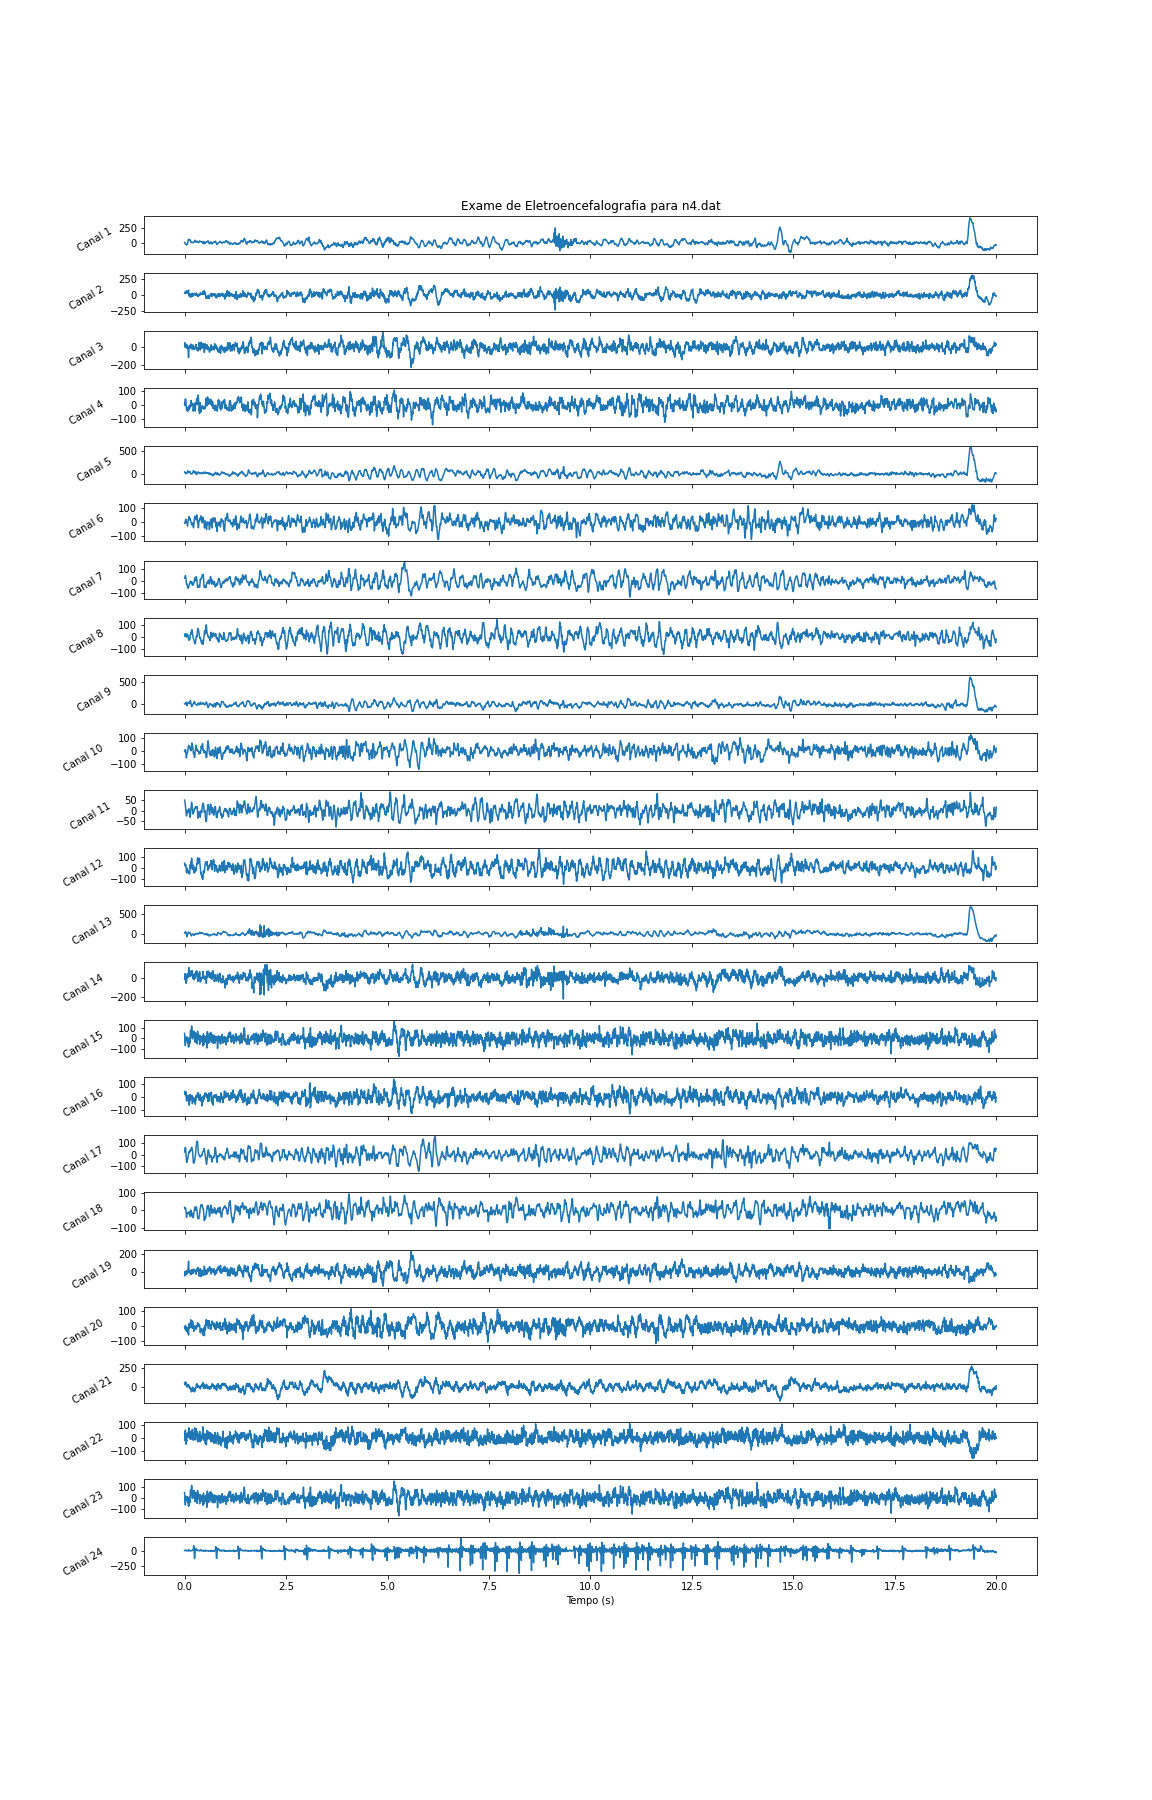 Exame de Eletroencefalografia para n4.dat
Canal 1
250
0
Canal 2
250
0
−250
Canal 3
0
−200
Canal 4
100
0
−100
Canal 5
500
0
Canal 6
100
0
−100
Canal 7
100
0
−100
Canal 8
100
0
−100
Canal 9
500
0
Canal 10
100
0
−100
Canal 11
50
0
−50
Canal 12
100
0
−100
Canal 13
500
0
Canal 14
0
−200
Canal 15
100
0
−100
Canal 16
100
0
−100
Canal 17
100
0
−100
Canal 18
100
0
−100
Canal 19
200
0
Canal 20
100
0
−100
Canal 21
250
0
Canal 22
100
0
−100
Canal 23
100
0
−100
Canal 24
0
−250
0.0 2.5 5.0 7.5 10.0 12.5 15.0 17.5 20.0
Tempo (s)